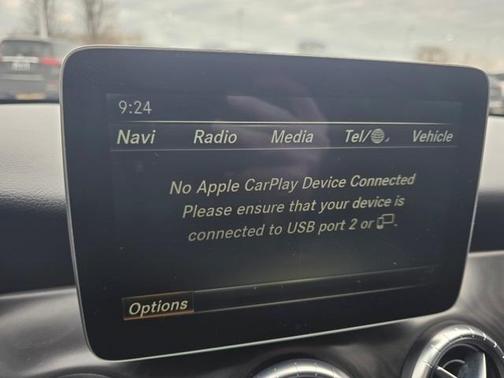 9:24
Navi Radio Media Tel/ Vehicle
No Apple CarPlay Device Connected
Please ensure that your device is
connected to USB port 2 or .
Options